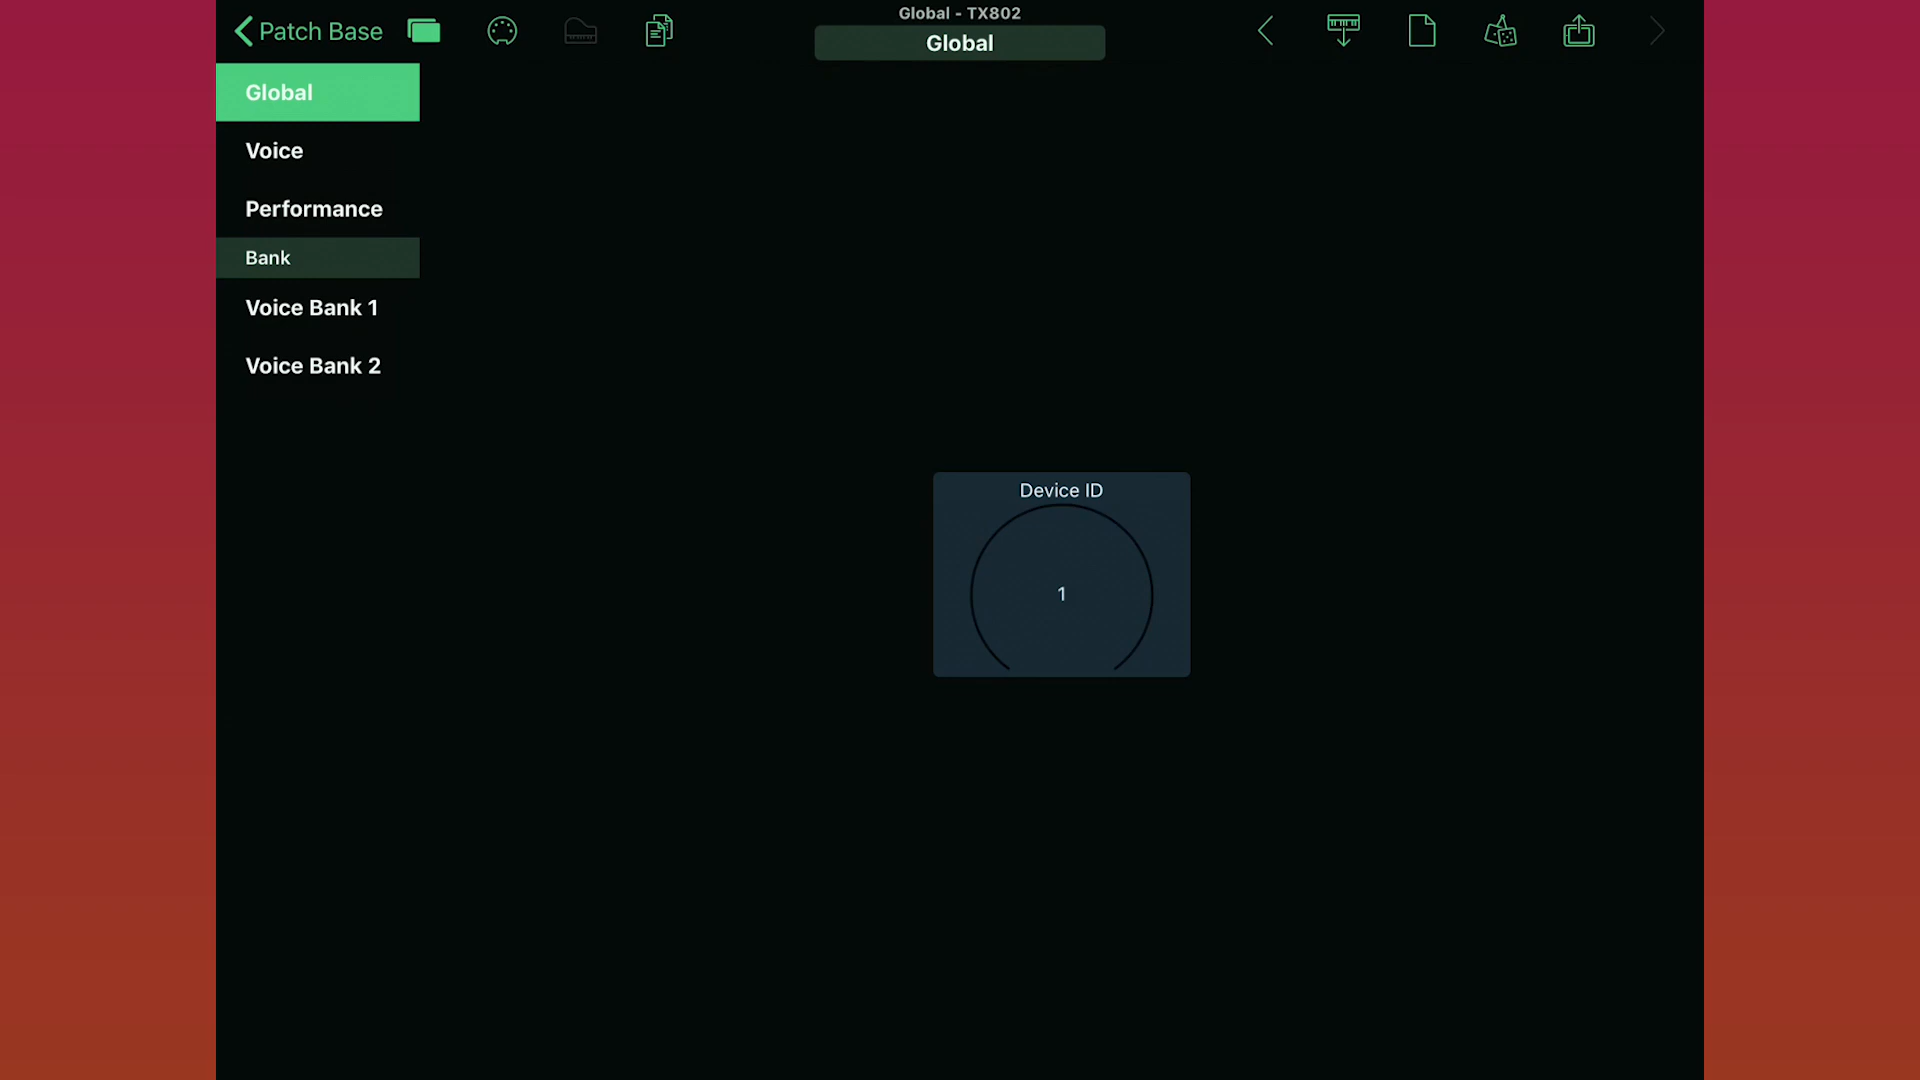 Patch Base
Global - TX802
Global
Global
Voice
Performance
Bank
Voice Bank 1
Voice Bank 2
Device ID
1